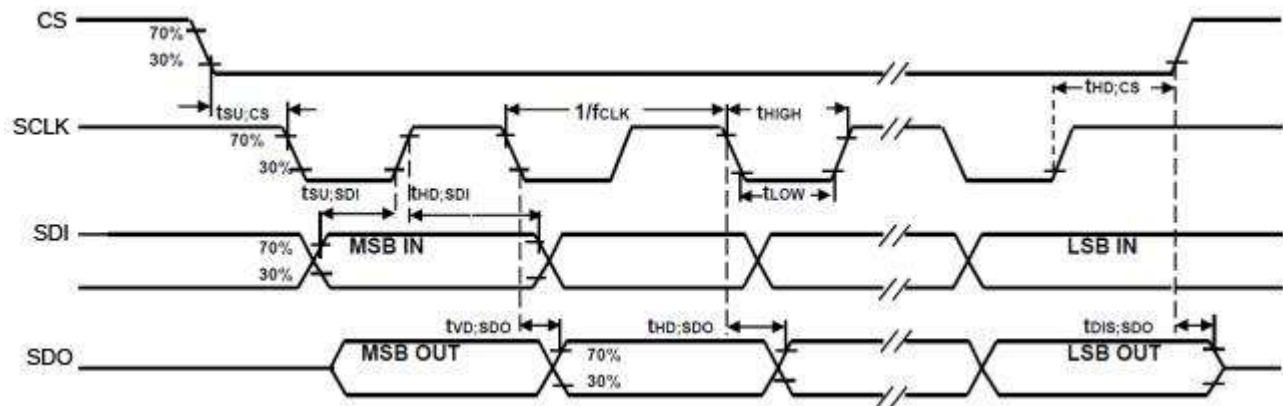 CS
70%
30%
tSU;CS
1/fCLK
tHIGH
tHD;CS
SCLK
70%
30%
tSU;SDI
tHD;SDI
tLOW
SDI
70%
30%
MSB IN
LSB IN
tVD;SDO
tHD;SDO
tDIS;SDO
SDO
MSB OUT
70%
30%
LSB OUT